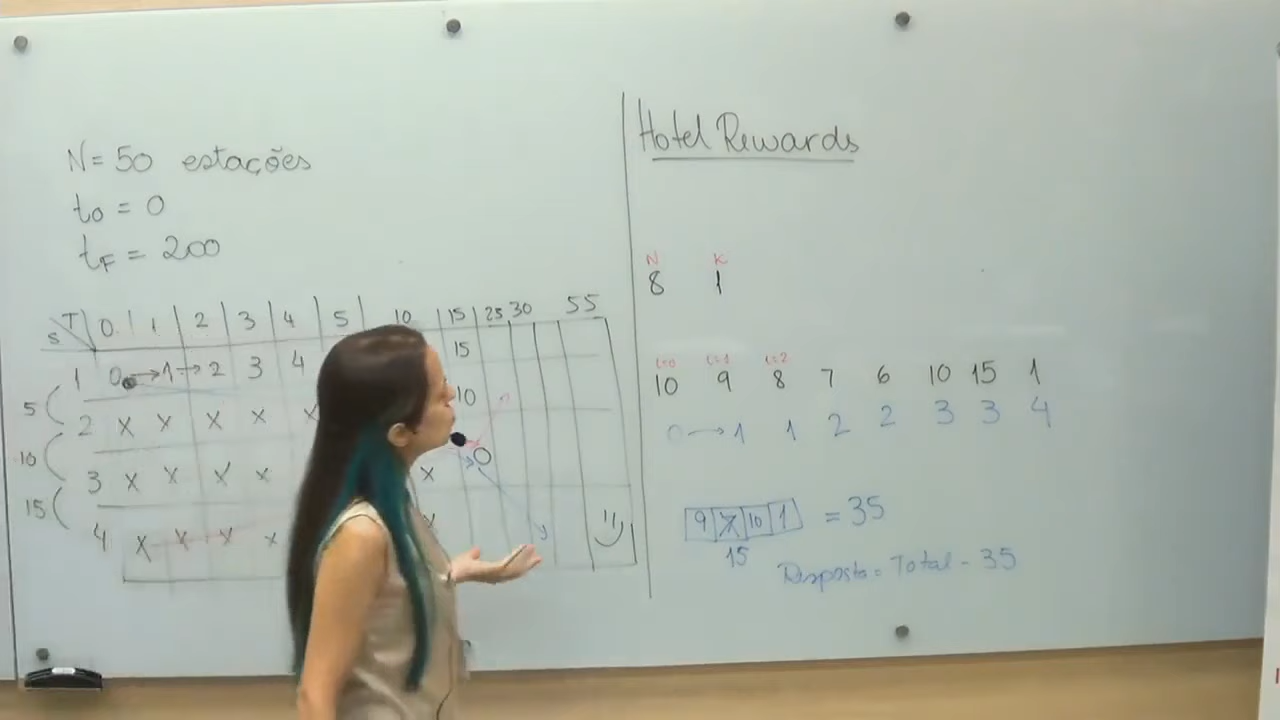 N = 50 estações
t0 = 0
tF = 200
S T 0 1 2 3 4 5 10 15 25 30 55
1 0 → 1 → 2 3 4 15
5
2 X X X X X 10
10
3 X X X X X 0
15
4 X X X X
Hotel Rewards
N K
8 1
i=0 i=1 i=2
10 9 8 7 6 10 15 1
0 → 1 1 2 2 3 3 4
9 7 10 1 = 35
15
Resposta = Total - 35